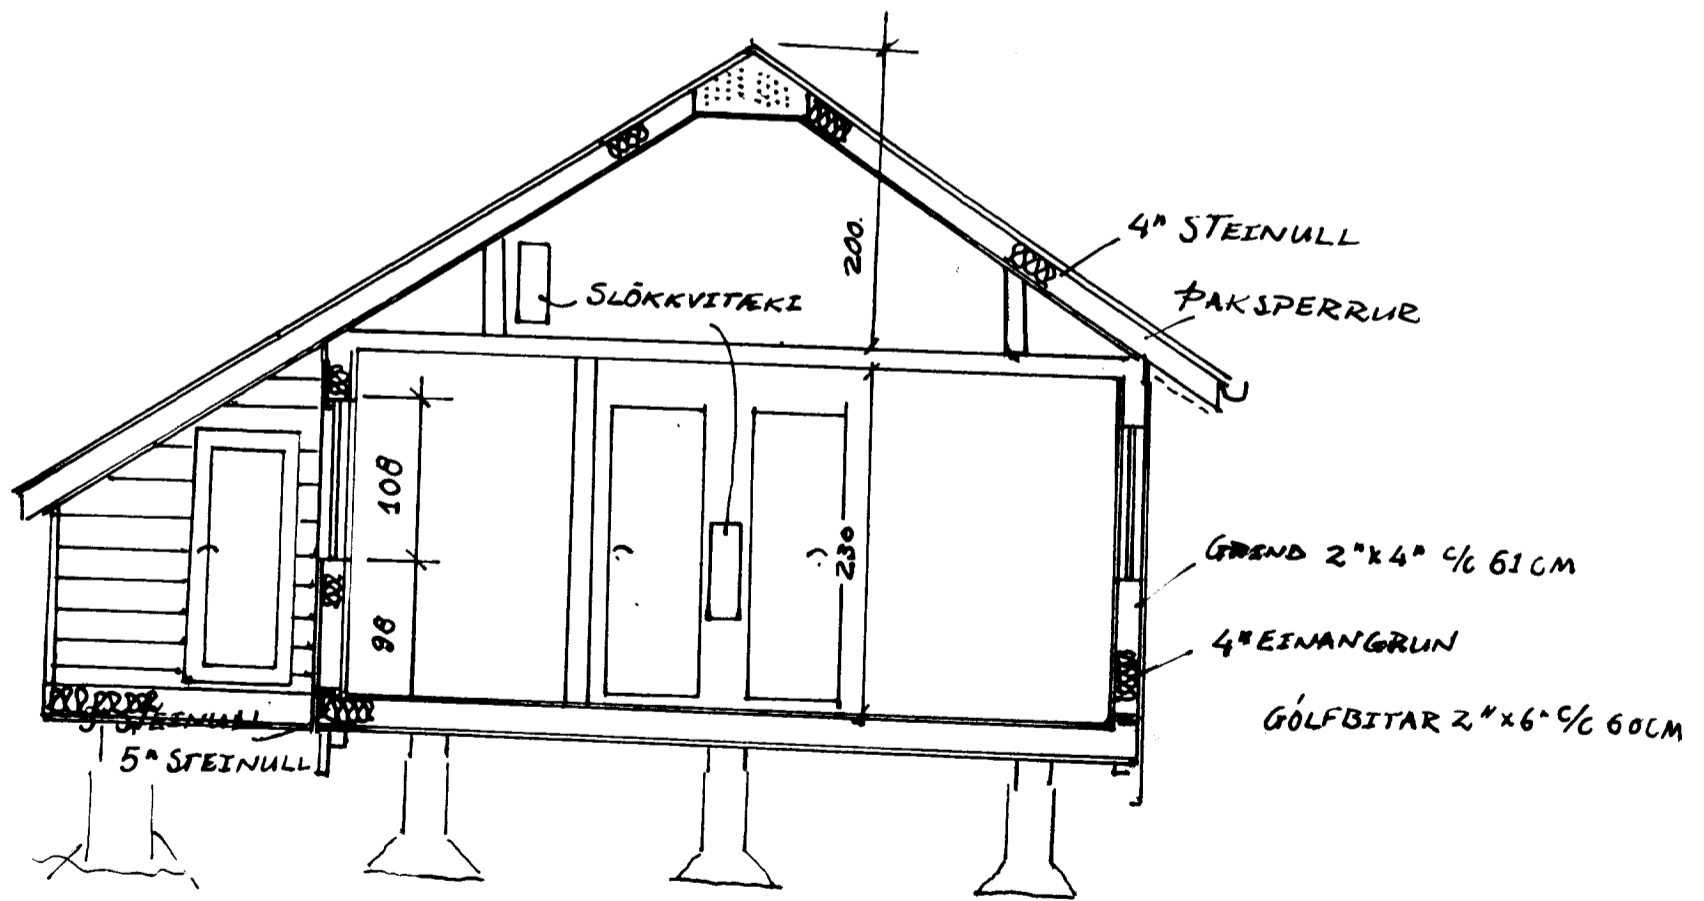 200.
4" STEINULL
ÞAKSPERRUR
SLÖKKVITÆKI
108
230
98
GRIND 2"x4" c/c 61 CM
4" EINANGRUN
GÓLFBITAR 2"x6" c/c 60CM
5" STEINULL
5" STEINULL